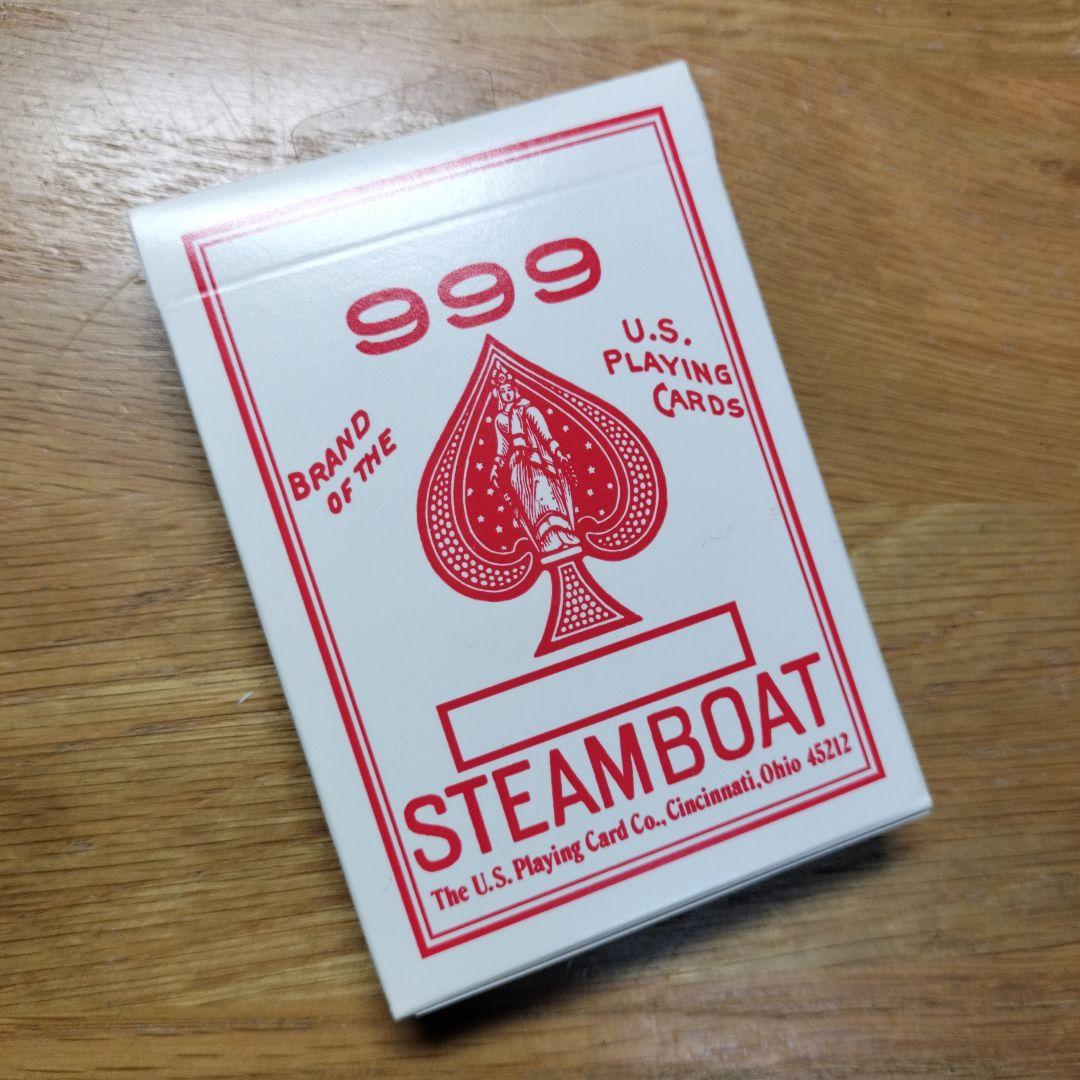 999
BRAND
OF THE
U.S.
PLAYING
CARDS
STEAMBOAT
The U.S. Playing Card Co., Cincinnati, Ohio 45212